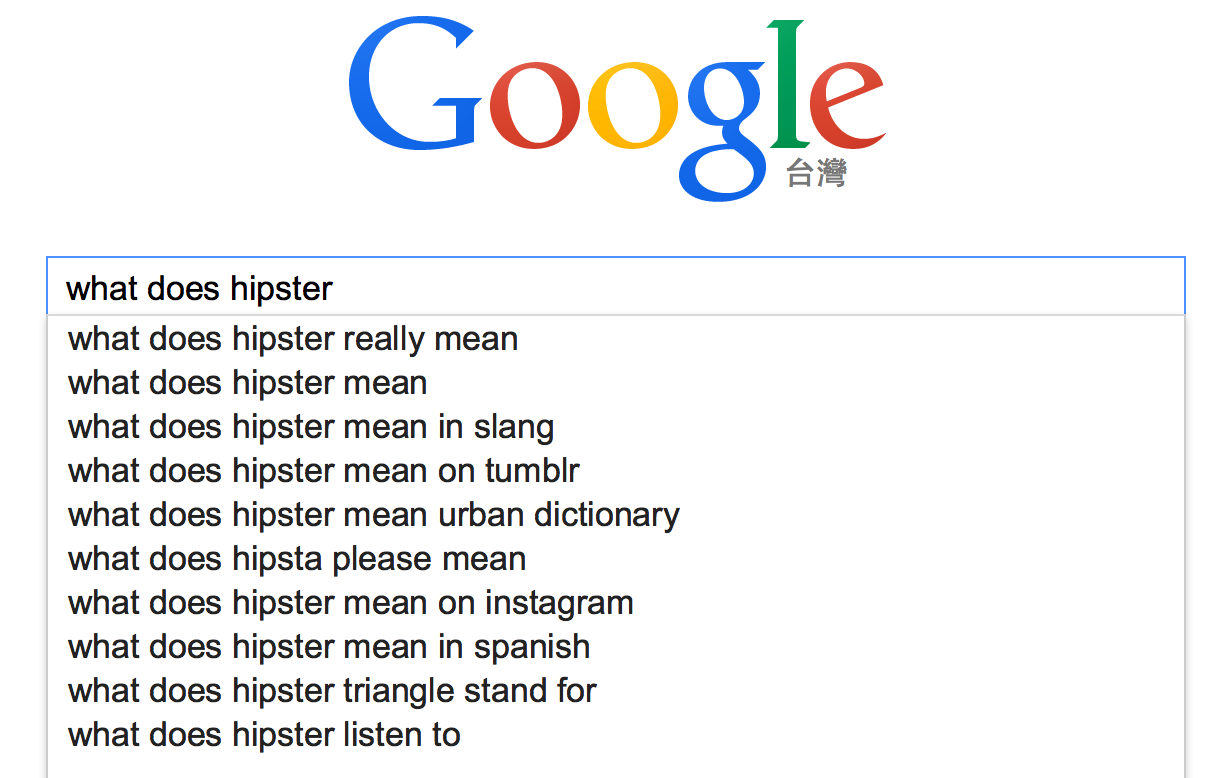 Google
台灣
what does hipster
what does hipster really mean
what does hipster mean
what does hipster mean in slang
what does hipster mean on tumblr
what does hipster mean urban dictionary
what does hipsta please mean
what does hipster mean on instagram
what does hipster mean in spanish
what does hipster triangle stand for
what does hipster listen to